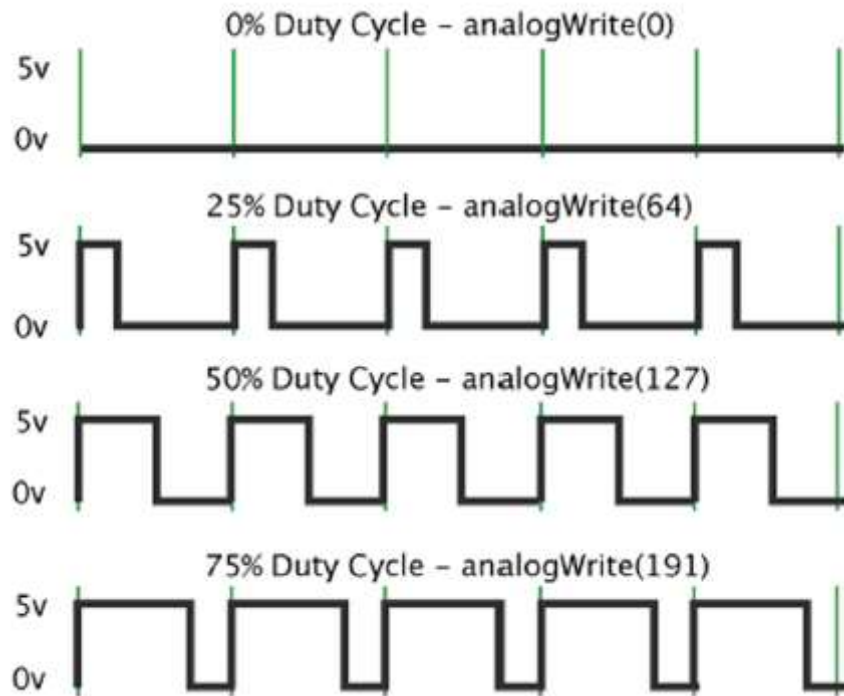 0% Duty Cycle – analogWrite(0)
5v
0v
25% Duty Cycle – analogWrite(64)
5v
0v
50% Duty Cycle – analogWrite(127)
5v
0v
75% Duty Cycle – analogWrite(191)
5v
0v